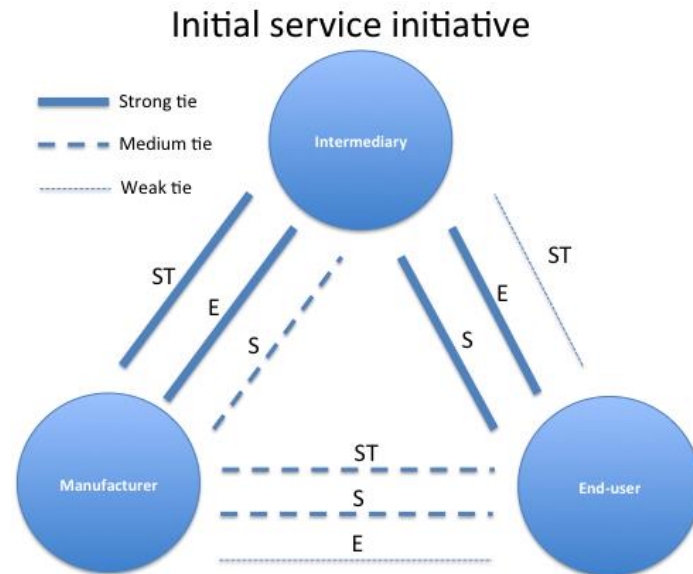 Initial service initiative
Strong tie
Medium tie
Weak tie
Intermediary
ST
E
S
S
E
ST
Manufacturer
ST
S
E
End-user